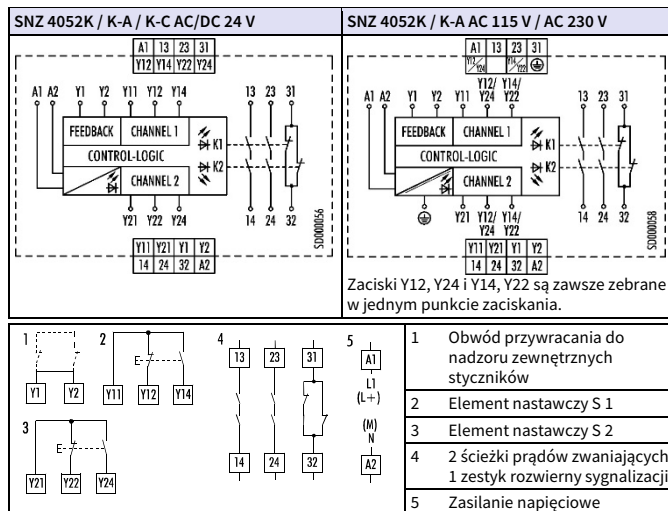 SNZ 4052K / K-A / K-C AC/DC 24 V
A1 13 23 31
Y12 Y14 Y22 Y24
A1 A2 Y1 Y2 Y11 Y12 Y14 13 23 31
FEEDBACK CHANNEL 1
K1
CONTROL-LOGIC
K2
CHANNEL 2
Y21 Y22 Y24 14 24 32
Y11 Y21 Y1 Y2
14 24 32 A2
SD000056
SNZ 4052K / K-A AC 115 V / AC 230 V
A1 13 23 31
Y12/Y24 Y14/Y22
Y12/ Y14/
A1 A2 Y1 Y2 Y11 Y24 Y22 13 23 31
FEEDBACK CHANNEL 1
K1
CONTROL-LOGIC
K2
CHANNEL 2
Y21 Y12/ Y14/ 14 24 32
Y24 Y22
Y11 Y21 Y1 Y2
14 24 32 A2
SD000058
Zaciski Y12, Y24 i Y14, Y22 są zawsze zebrane
w jednym punkcie zaciskania.
1
Y1 Y2
2
E
Y11 Y12 Y14
3
E
Y21 Y22 Y24
4
13 23 31
14 24 32
5
A1
L1
(L+)
(M)
N
A2
1 Obwód przywracania do
nadzoru zewnętrznych
styczników
2 Element nastawczy S 1
3 Element nastawczy S 2
4 2 ścieżki prądów zwaniających
1 zestyk rozwierny sygnalizacji
5 Zasilanie napięciowe